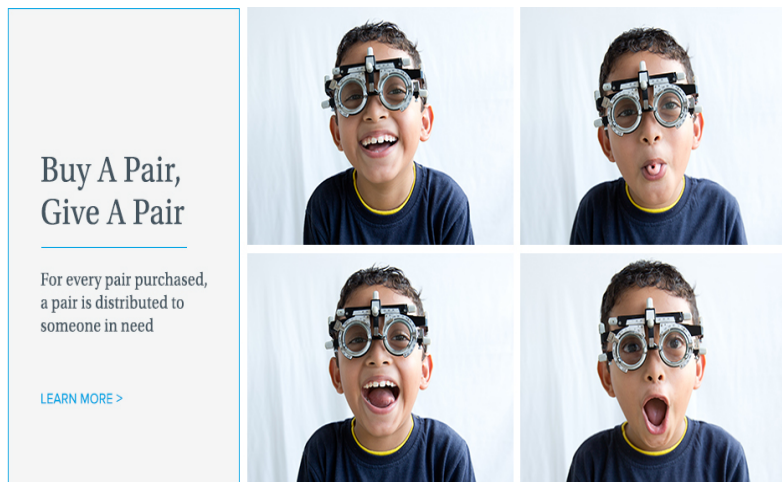 Buy A Pair,
Give A Pair
For every pair purchased,
a pair is distributed to
someone in need
LEARN MORE >